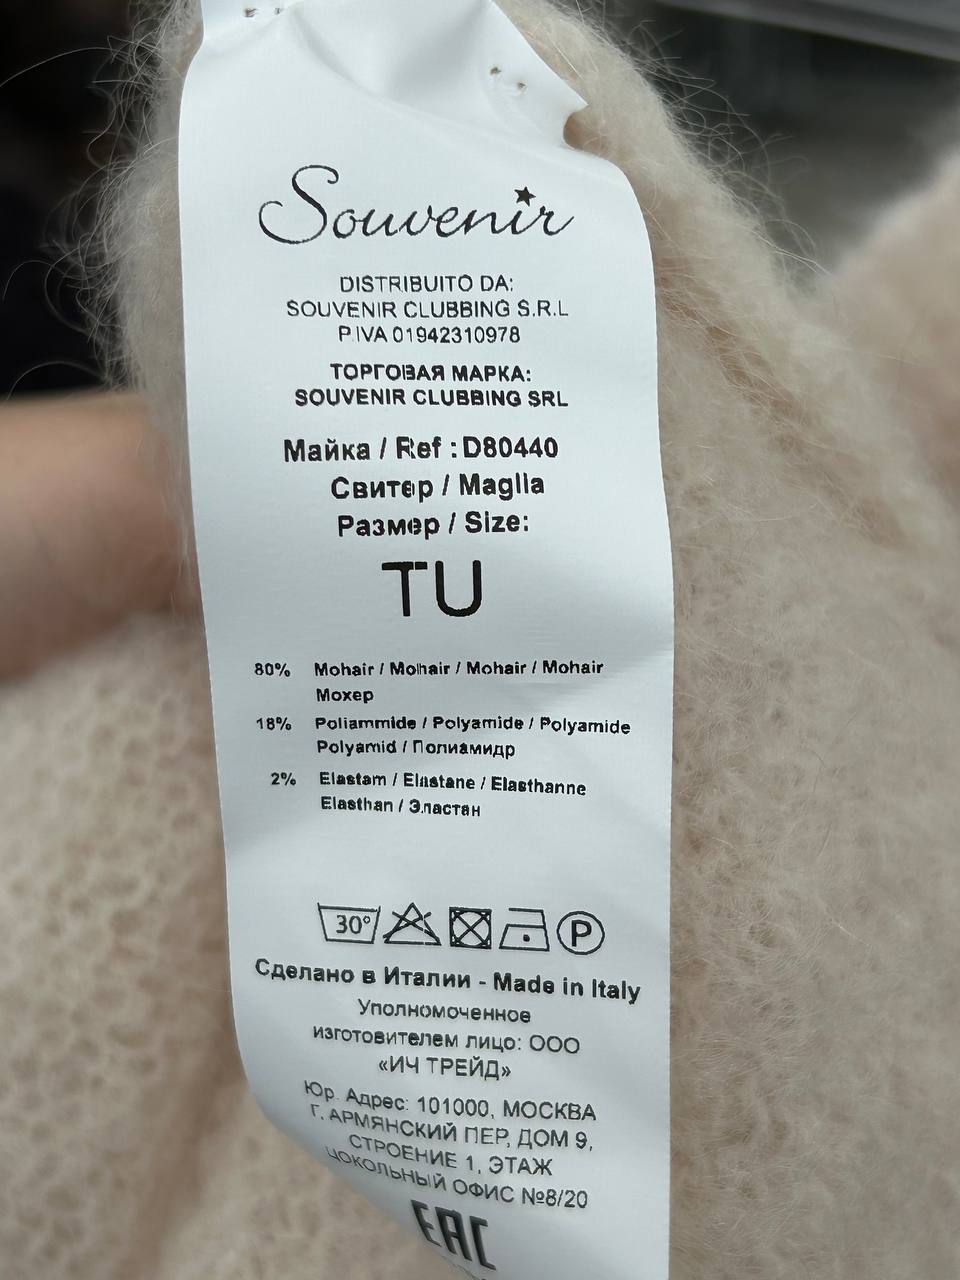 Souvenir
DISTRIBUITO DA:
SOUVENIR CLUBBING S.R.L
P.IVA 01942310978
ТОРГОВАЯ МАРКА:
SOUVENIR CLUBBING SRL
Майка / Ref : D80440
Свитер / Maglia
Размер / Size:
TU
80% Mohair / Mohair / Mohair / Mohair
Мохер
18% Poliammide / Polyamide / Polyamide
Polyamid / Полиамидр
2% Elastam / Elastane / Elasthanne
Elasthan / Эластан
30° P
Сделано в Италии - Made in Italy
Уполномоченное
изготовителем лицо: ООО
«ИЧ ТРЕЙД»
Юр. Адрес: 101000, МОСКВА
Г. АРМЯНСКИЙ ПЕР, ДОМ 9,
СТРОЕНИЕ 1, ЭТАЖ
ЦОКОЛЬНЫЙ ОФИС №8/20
EAC